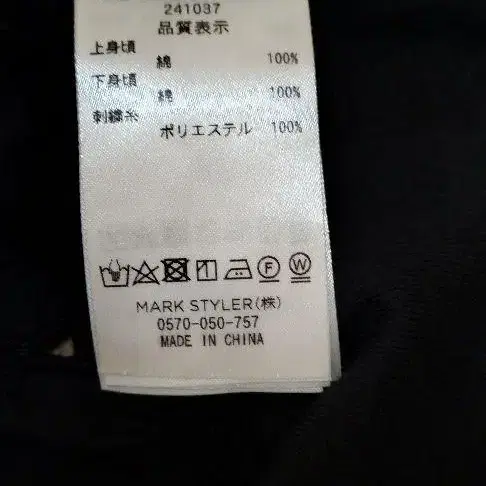 241037
品質表示
上身頃
綿 100%
下身頃
綿 100%
刺繍糸
ポリエステル 100%
F
W
MARK STYLER(株)
0570-050-757
MADE IN CHINA